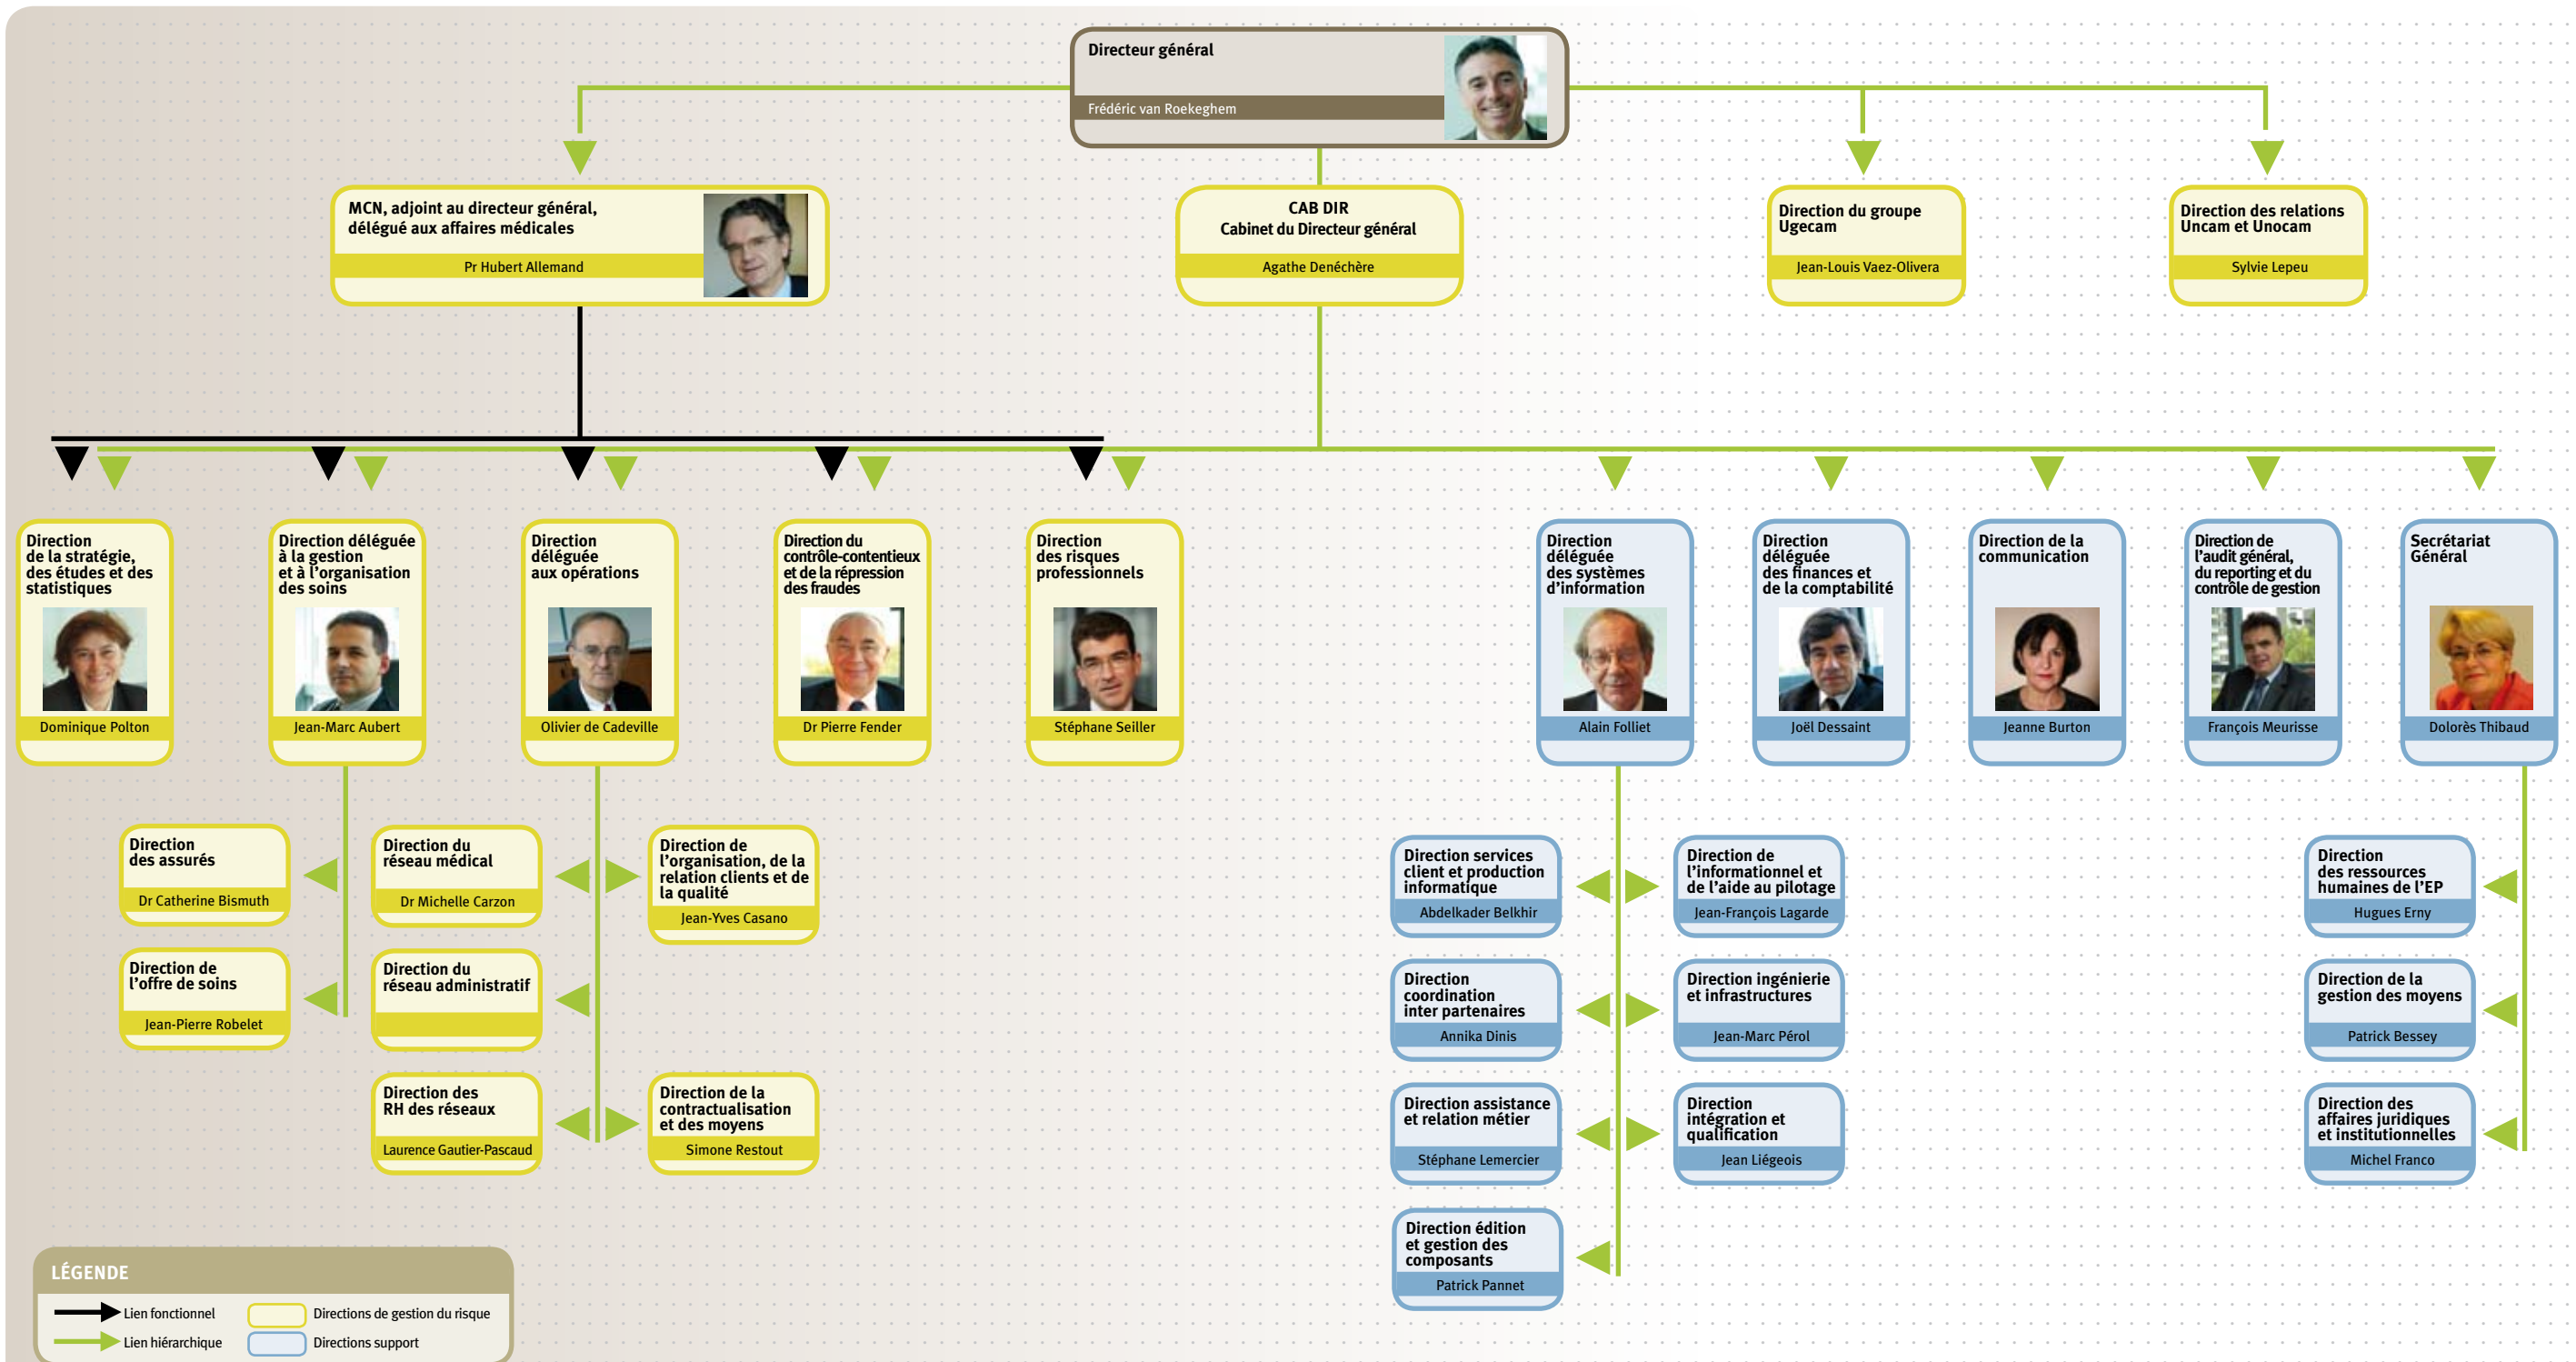 Directeur général
Frédéric van Roekeghem
MCN, adjoint au directeur général,
délégué aux affaires médicales
Pr Hubert Allemand
CAB DIR
Cabinet du Directeur général
Agathe Denéchère
Direction du groupe
Ugecam
Jean-Louis Vaez-Olivera
Direction des relations
Uncam et Unocam
Sylvie Lepeu
Direction
de la stratégie,
des études et des
statistiques
Dominique Polton
Direction déléguée
à la gestion
et à l'organisation
des soins
Jean-Marc Aubert
Direction
déléguée
aux opérations
Olivier de Cadeville
Direction du
contrôle-contentieux
et de la répression
des fraudes
Dr Pierre Fender
Direction
des risques
professionnels
Stéphane Seiller
Direction
déléguée
des systèmes
d'information
Alain Folliet
Direction
déléguée
des finances et
de la comptabilité
Joël Dessaint
Direction de la
communication
Jeanne Burton
Direction de
l'audit général,
du reporting et du
contrôle de gestion
François Meurisse
Secrétariat
Général
Dolorès Thibaud
Direction
des assurés
Dr Catherine Bismuth
Direction de
l'offre de soins
Jean-Pierre Robelet
Direction du
réseau médical
Dr Michelle Carzon
Direction de
l'organisation, de la
relation clients et de
la qualité
Jean-Yves Casano
Direction du
réseau administratif
Direction des
RH des réseaux
Laurence Gautier-Pascaud
Direction de la
contractualisation
et des moyens
Simone Restout
Direction services
client et production
informatique
Abdelkader Belkhir
Direction de
l'informationnel et
de l'aide au pilotage
Jean-François Lagarde
Direction
coordination
inter partenaires
Annika Dinis
Direction ingénierie
et infrastructures
Jean-Marc Pérol
Direction assistance
et relation métier
Stéphane Lemercier
Direction
intégration et
qualification
Jean Liégeois
Direction édition
et gestion des
composants
Patrick Pannet
Direction
des ressources
humaines de l'EP
Hugues Erny
Direction de la
gestion des moyens
Patrick Bessey
Direction des
affaires juridiques
et institutionnelles
Michel Franco
LÉGENDE
Lien fonctionnel
Directions de gestion du risque
Lien hiérarchique
Directions support